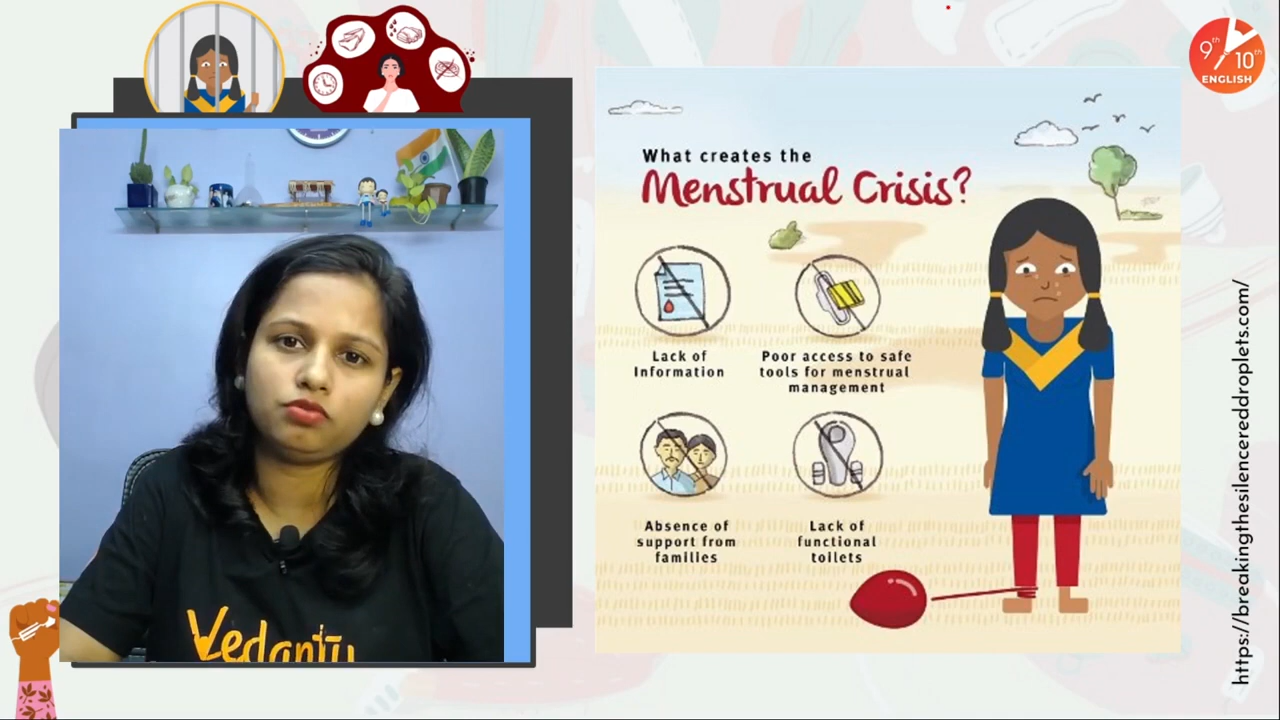 9th
10th
ENGLISH
What creates the
Menstrual Crisis?
Lack of
Information
Poor access to safe
tools for menstrual
management
Absence of
support from
families
Lack of
functional
toilets
Vedantu
https://breakingthesilencereddroplets.com/